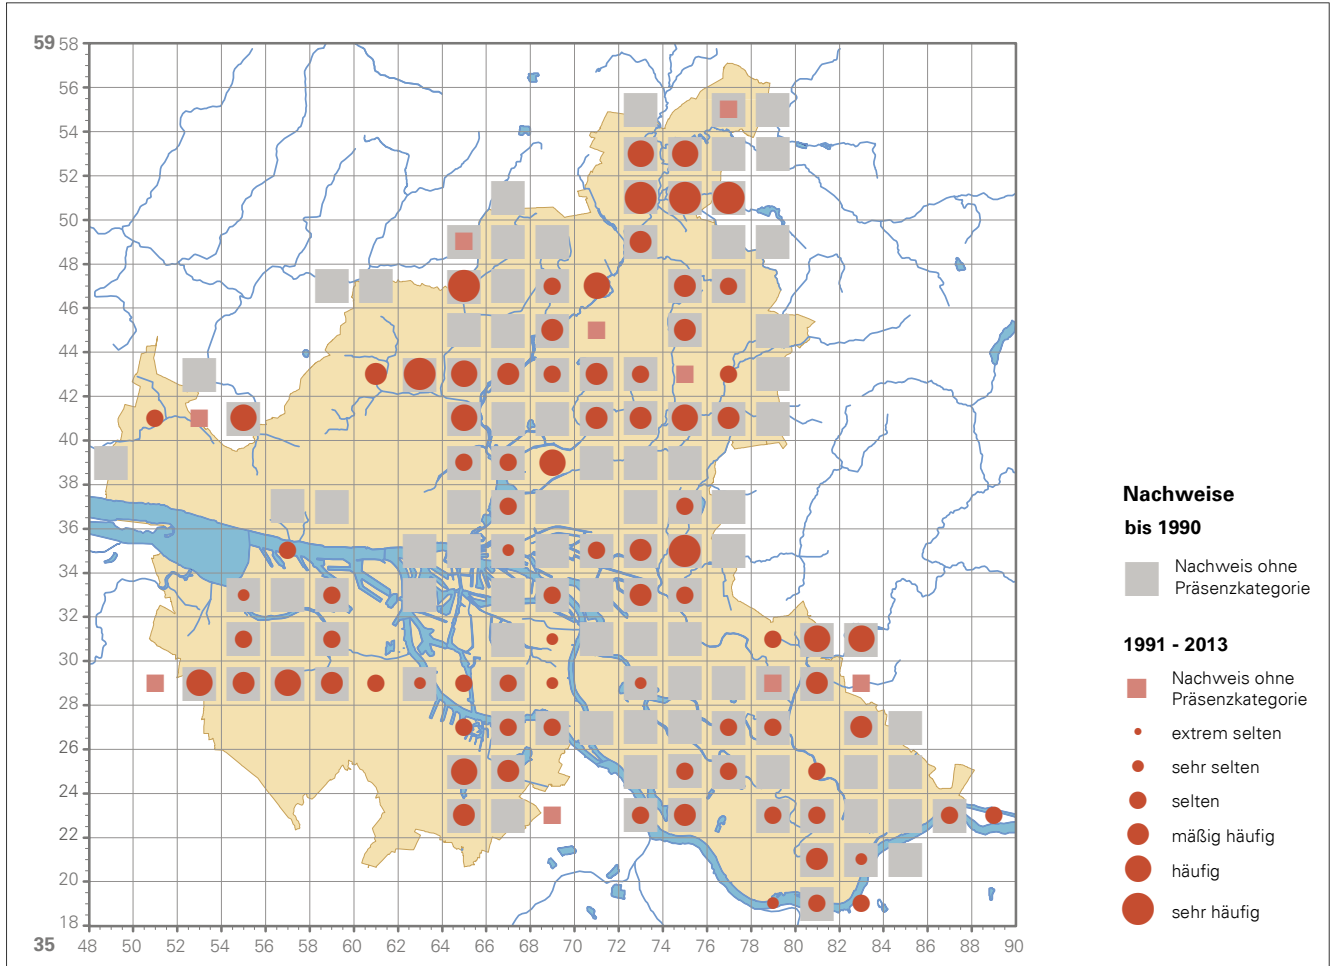 59 58
56
54
52
50
48
46
44
42
40
38
36
34
32
30
28
26
24
22
20
18
35
48 50 52 54 56 58 60 62 64 66 68 70 72 74 76 78 80 82 84 86 88 90
Nachweise
bis 1990
Nachweis ohne
Präsenzkategorie
1991 - 2013
Nachweis ohne
Präsenzkategorie
extrem selten
sehr selten
selten
mäßig häufig
häufig
sehr häufig